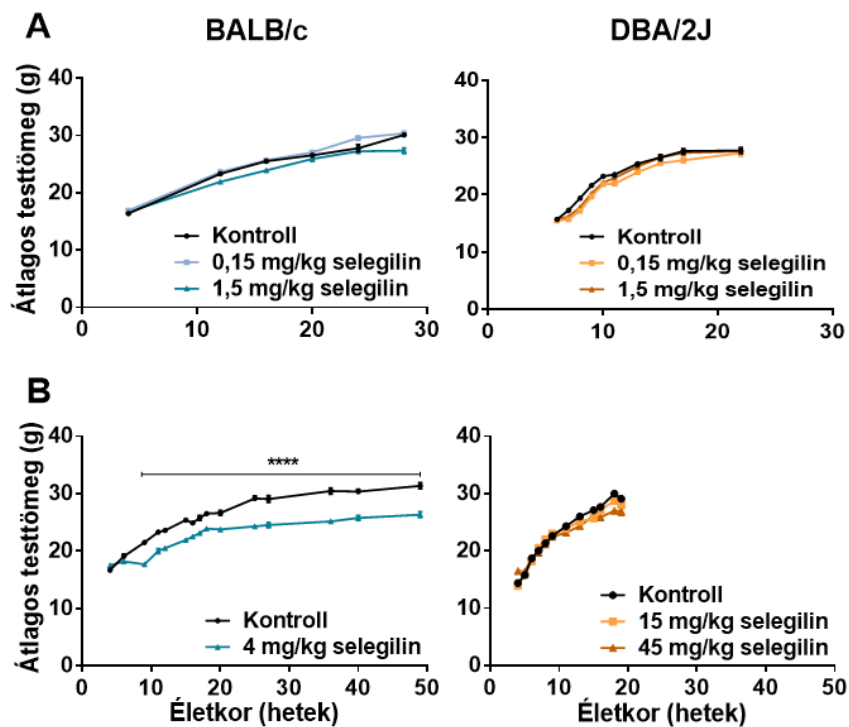 A
BALB/c
DBA/2J
Átlagos testtömeg (g)
40
30
20
10
0
Kontroll
0,15 mg/kg selegilin
1,5 mg/kg selegilin
0
10
20
30
40
30
20
10
0
Kontroll
0,15 mg/kg selegilin
1,5 mg/kg selegilin
0
10
20
30
B
Átlagos testtömeg (g)
40
30
20
10
0
****
Kontroll
4 mg/kg selegilin
0
10
20
30
40
50
Életkor (hetek)
40
30
20
10
0
Kontroll
15 mg/kg selegilin
45 mg/kg selegilin
0
10
20
30
40
50
Életkor (hetek)